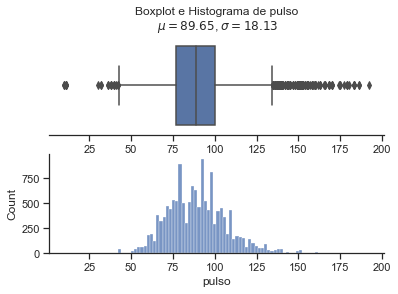 Boxplot e Histograma de pulso
μ = 89.65, σ = 18.13
25 50 75 100 125 150 175 200
Count
750
500
250
0
25 50 75 100 125 150 175 200
pulso